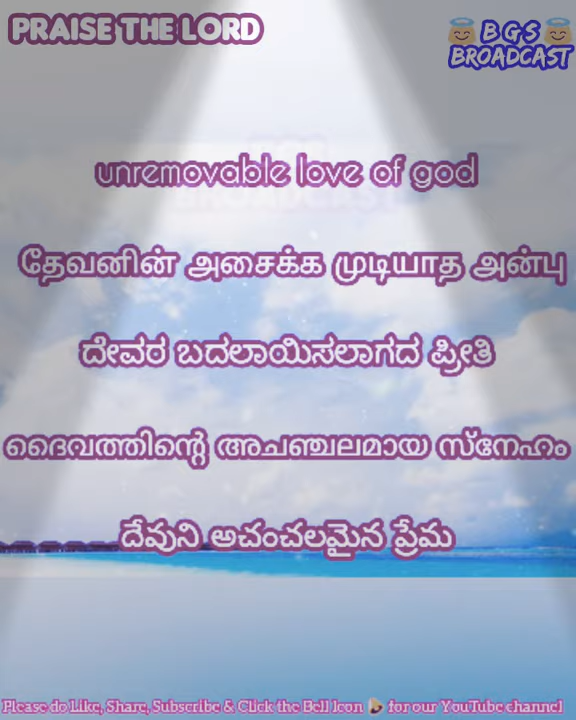 PRAISE THE LORD
BGS
BROADCAST
unremovable love of god
தேவனின் அசைக்க முடியாத அன்பு
ದೇವರ ಬದಲಾಯಿಸಲಾಗದ ಪ್ರೀತಿ
ദൈവത്തിന്റെ അചഞ്ചലമായ സ്നേഹം
దేవుని అచంచలమైన ప్రేమ
Please do Like, Share, Subscribe & Click the Bell Icon for our YouTube channel